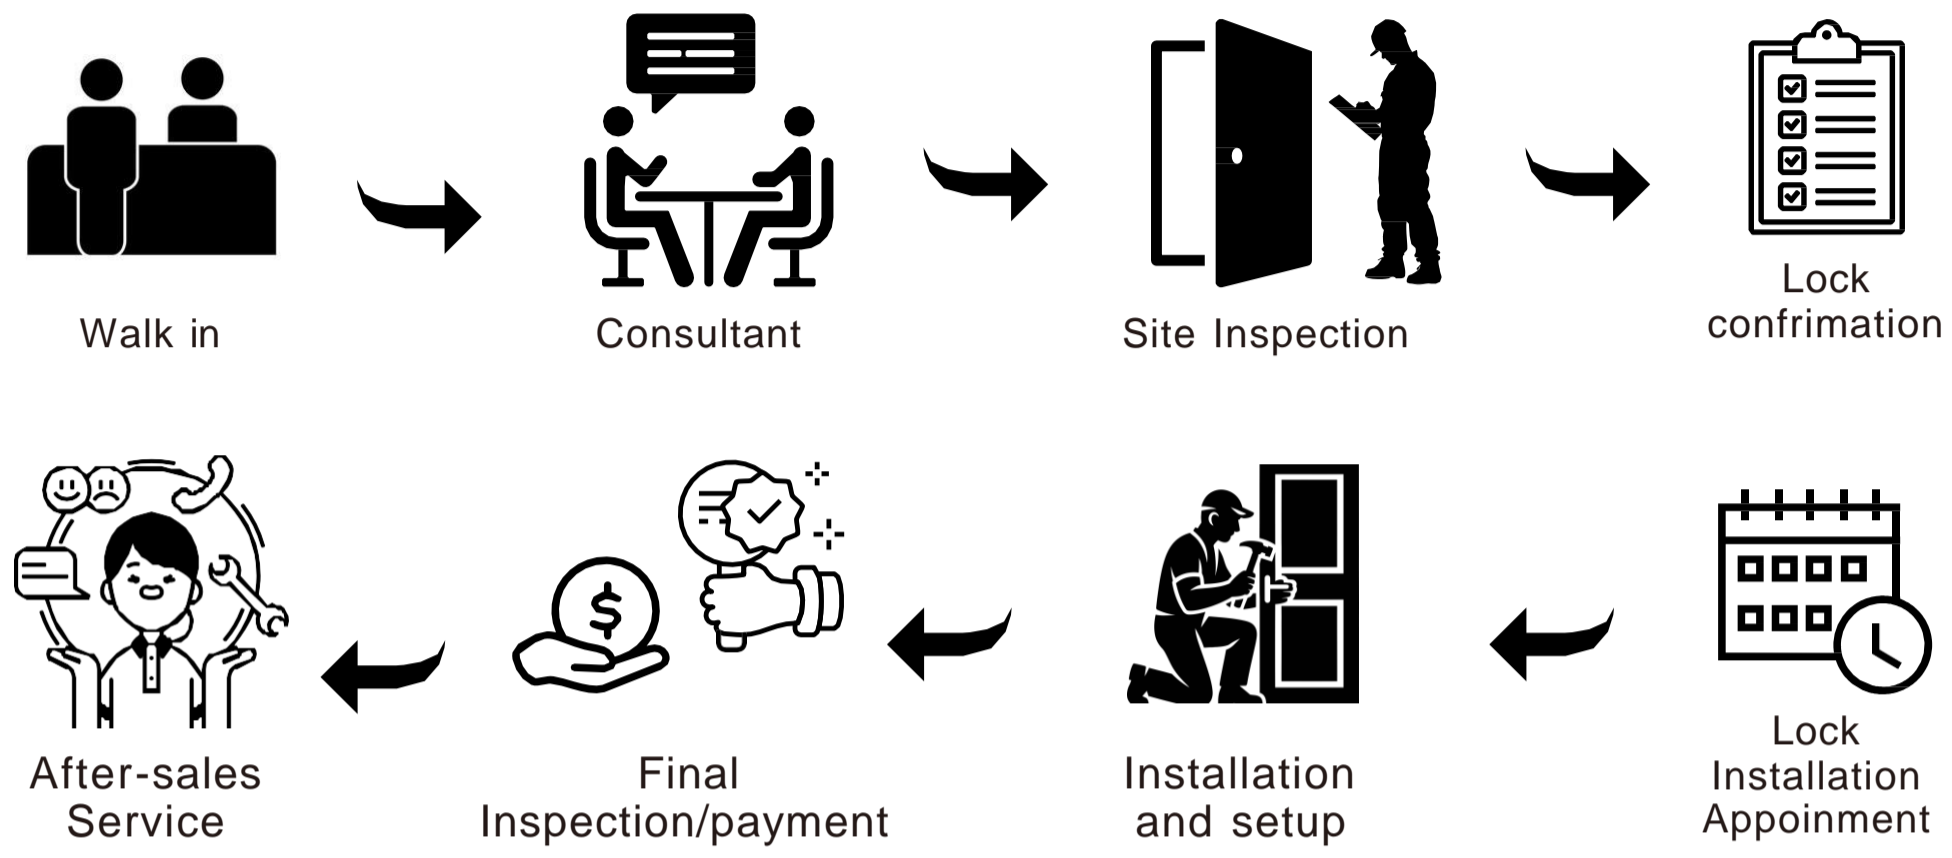 Walk in
Consultant
Site Inspection
Lock
confrimation
Lock
Installation
Appoinment
Installation
and setup
Final
Inspection/payment
After-sales
Service